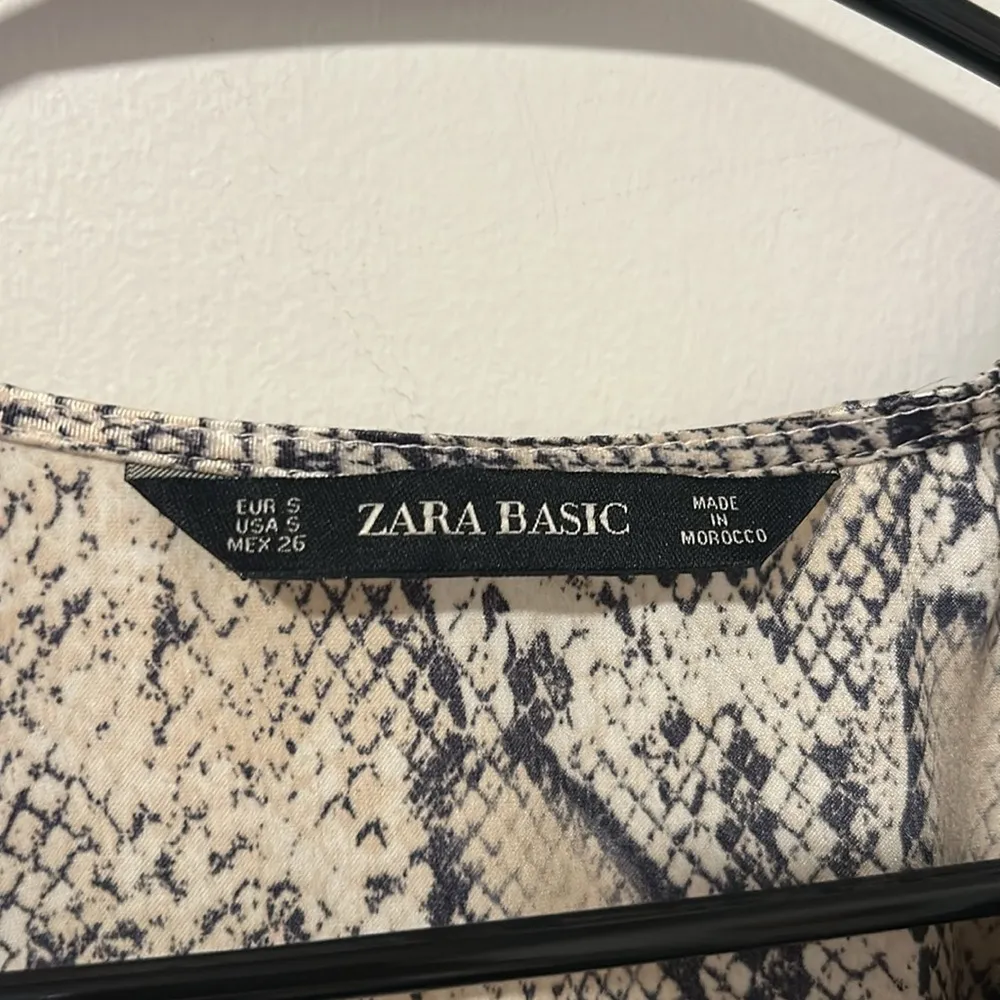 EUR S
USA S
MEX 26
ZARA BASIC
MADE
IN
MOROCCO